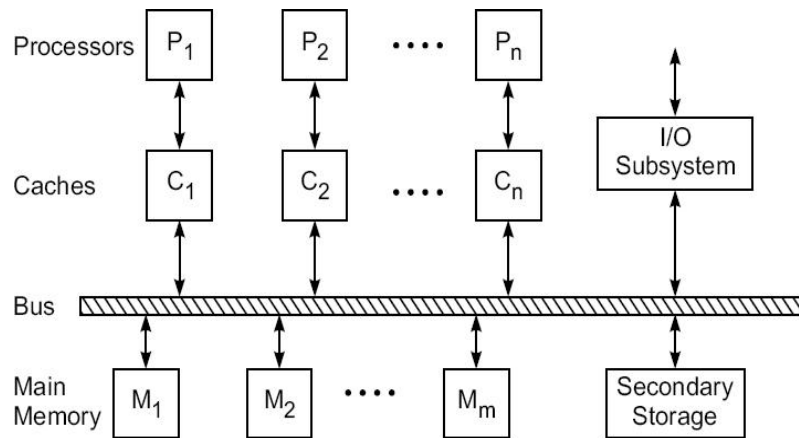 Processors
P1
P2
....
Pn
I/O
Subsystem
Caches
C1
C2
....
Cn
Bus
Main
Memory
M1
M2
....
Mm
Secondary
Storage